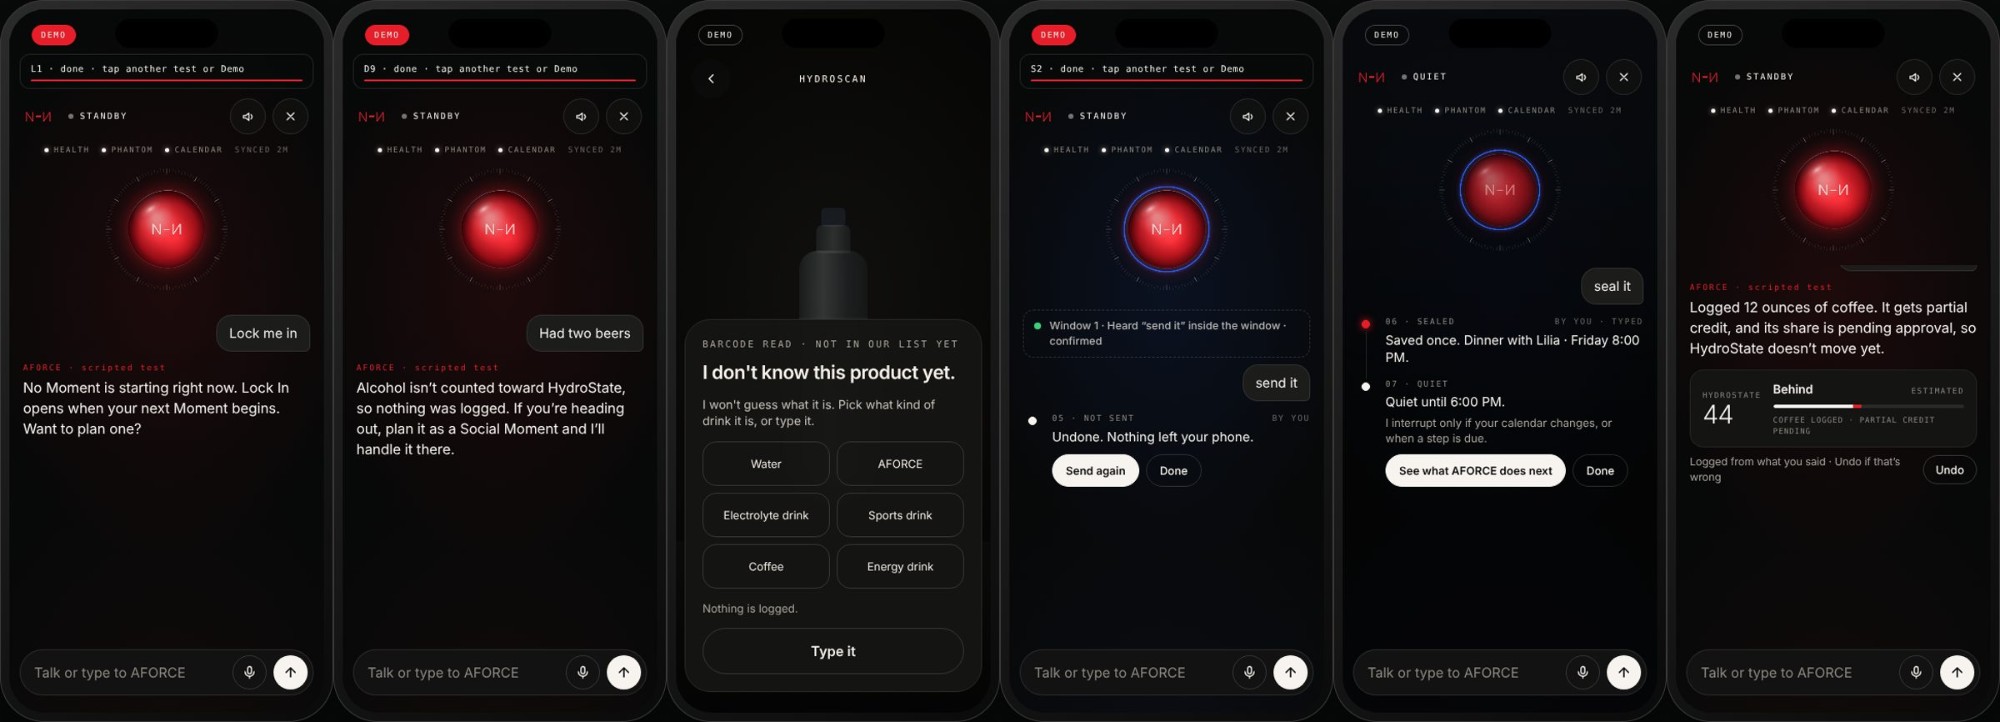 DEMO
L1 · done · tap another test or Demo
N-И
STANDBY
HEALTH
PHANTOM
CALENDAR
SYNCED 2M
N-И
Lock me in
AFORCE · scripted test
No Moment is starting right now. Lock In
opens when your next Moment begins.
Want to plan one?
Talk or type to AFORCE
DEMO
D9 · done · tap another test or Demo
N-И
STANDBY
HEALTH
PHANTOM
CALENDAR
SYNCED 2M
N-И
Had two beers
AFORCE · scripted test
Alcohol isn’t counted toward HydroState,
so nothing was logged. If you’re heading
out, plan it as a Social Moment and I’ll
handle it there.
Talk or type to AFORCE
DEMO
HYDROSCAN
BARCODE READ · NOT IN OUR LIST YET
I don't know this product yet.
I won't guess what it is. Pick what kind of
drink it is, or type it.
Water
AFORCE
Electrolyte drink
Sports drink
Coffee
Energy drink
Nothing is logged.
Type it
DEMO
S2 · done · tap another test or Demo
N-И
STANDBY
HEALTH
PHANTOM
CALENDAR
SYNCED 2M
N-И
Window 1 · Heard “send it” inside the window ·
confirmed
send it
05 · NOT SENT
BY YOU
Undone. Nothing left your phone.
Send again
Done
Talk or type to AFORCE
DEMO
N-И
QUIET
HEALTH
PHANTOM
CALENDAR
SYNCED 2M
N-И
seal it
06 · SEALED
BY YOU · TYPED
Saved once. Dinner with Lilia · Friday 8:00
PM.
07 · QUIET
Quiet until 6:00 PM.
I interrupt only if your calendar changes, or
when a step is due.
See what AFORCE does next
Done
Talk or type to AFORCE
DEMO
N-И
STANDBY
HEALTH
PHANTOM
CALENDAR
SYNCED 2M
N-И
AFORCE · scripted test
Logged 12 ounces of coffee. It gets partial
credit, and its share is pending approval, so
HydroState doesn’t move yet.
HYDROSTATE
44
Behind
ESTIMATED
COFFEE LOGGED · PARTIAL CREDIT
PENDING
Logged from what you said · Undo if that’s
wrong
Undo
Talk or type to AFORCE